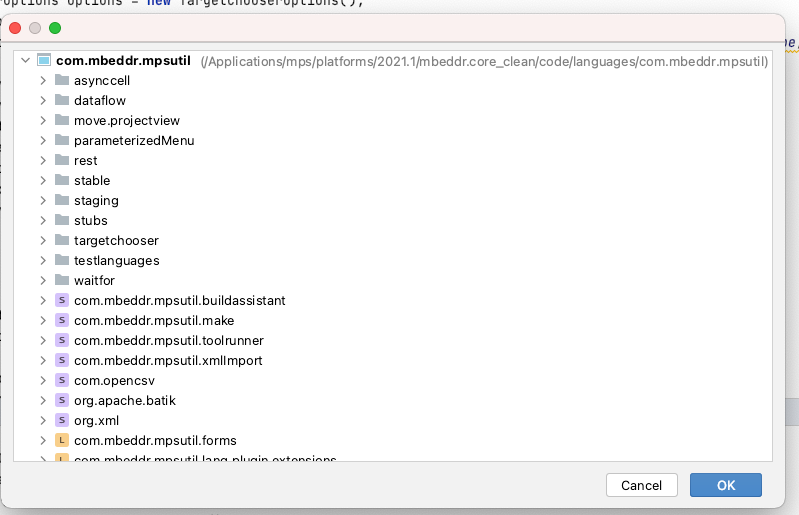 options options = new TargetChooserOptions();
com.mbeddr.mpsutil (/Applications/mps/platforms/2021.1/mbeddr.core_clean/code/languages/com.mbeddr.mpsutil)
asynccell
dataflow
move.projectview
parameterizedMenu
rest
stable
staging
stubs
targetchooser
testlanguages
waitfor
com.mbeddr.mpsutil.buildassistant
S com.mbeddr.mpsutil.make
S com.mbeddr.mpsutil.toolrunner
S com.mbeddr.mpsutil.xmlImport
S com.opencsv
S org.apache.batik
S org.xml
L com.mbeddr.mpsutil.forms
L com.mbeddr.mpsutil.lang.plugin.extensions
Cancel OK